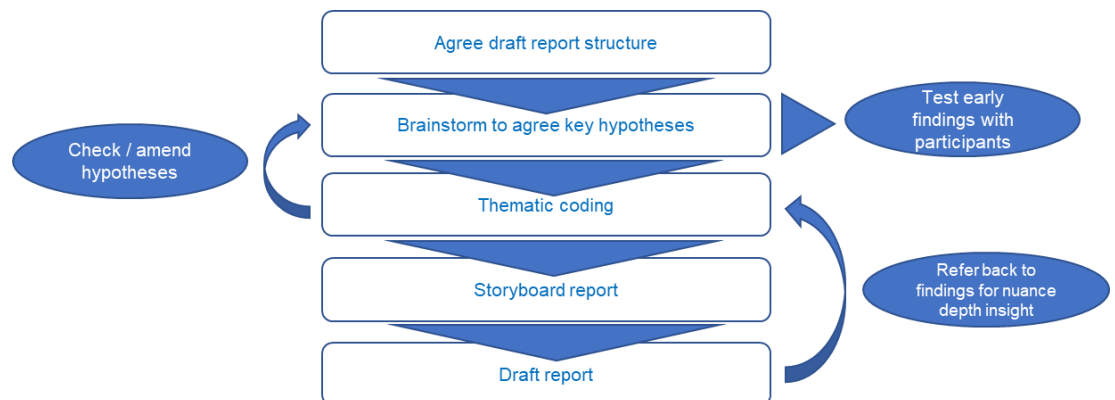 Agree draft report structure
Brainstorm to agree key hypotheses
Test early
findings with
participants
Check / amend
hypotheses
Thematic coding
Storyboard report
Refer back to
findings for nuance
depth insight
Draft report